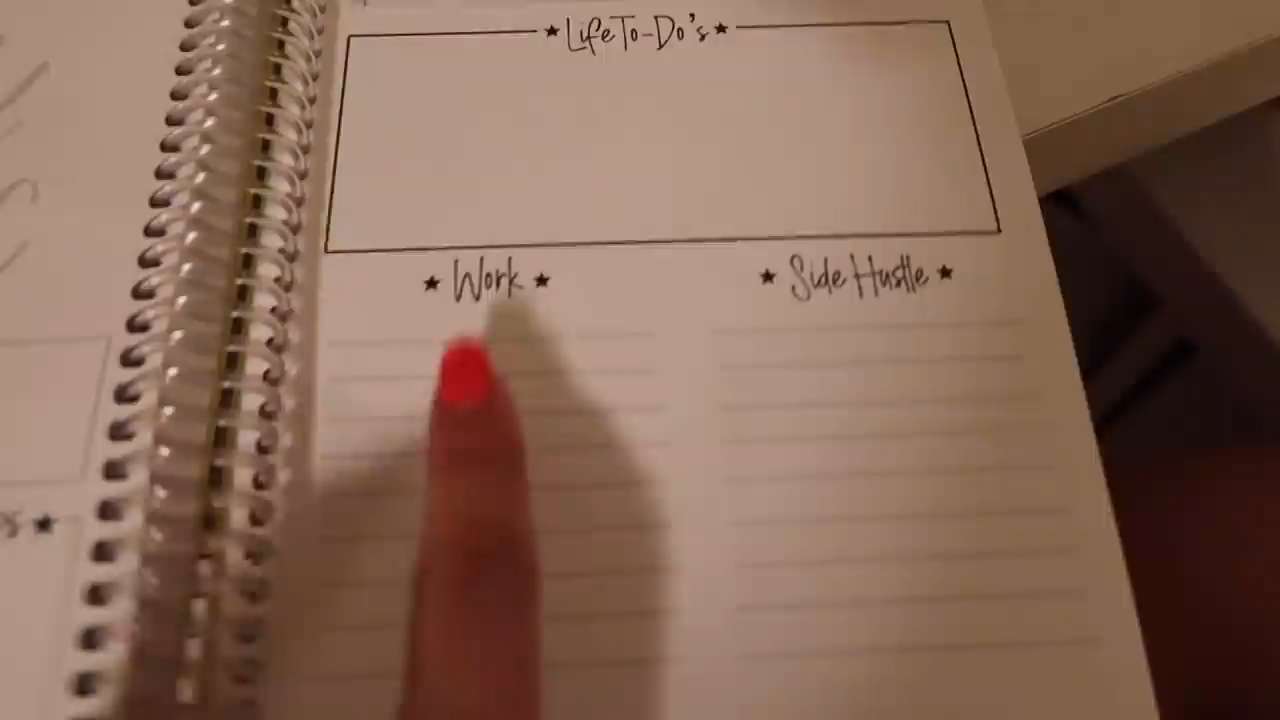 ★ Life To-Do's ★
★ Work ★
★ Side Hustle ★